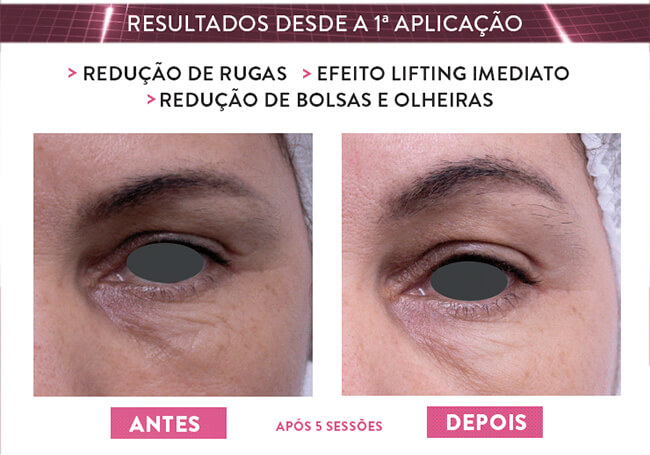 RESULTADOS DESDE A 1ª APLICAÇÃO
> REDUÇÃO DE RUGAS > EFEITO LIFTING IMEDIATO
> REDUÇÃO DE BOLSAS E OLHEIRAS
ANTES APÓS 5 SESSÕES DEPOIS